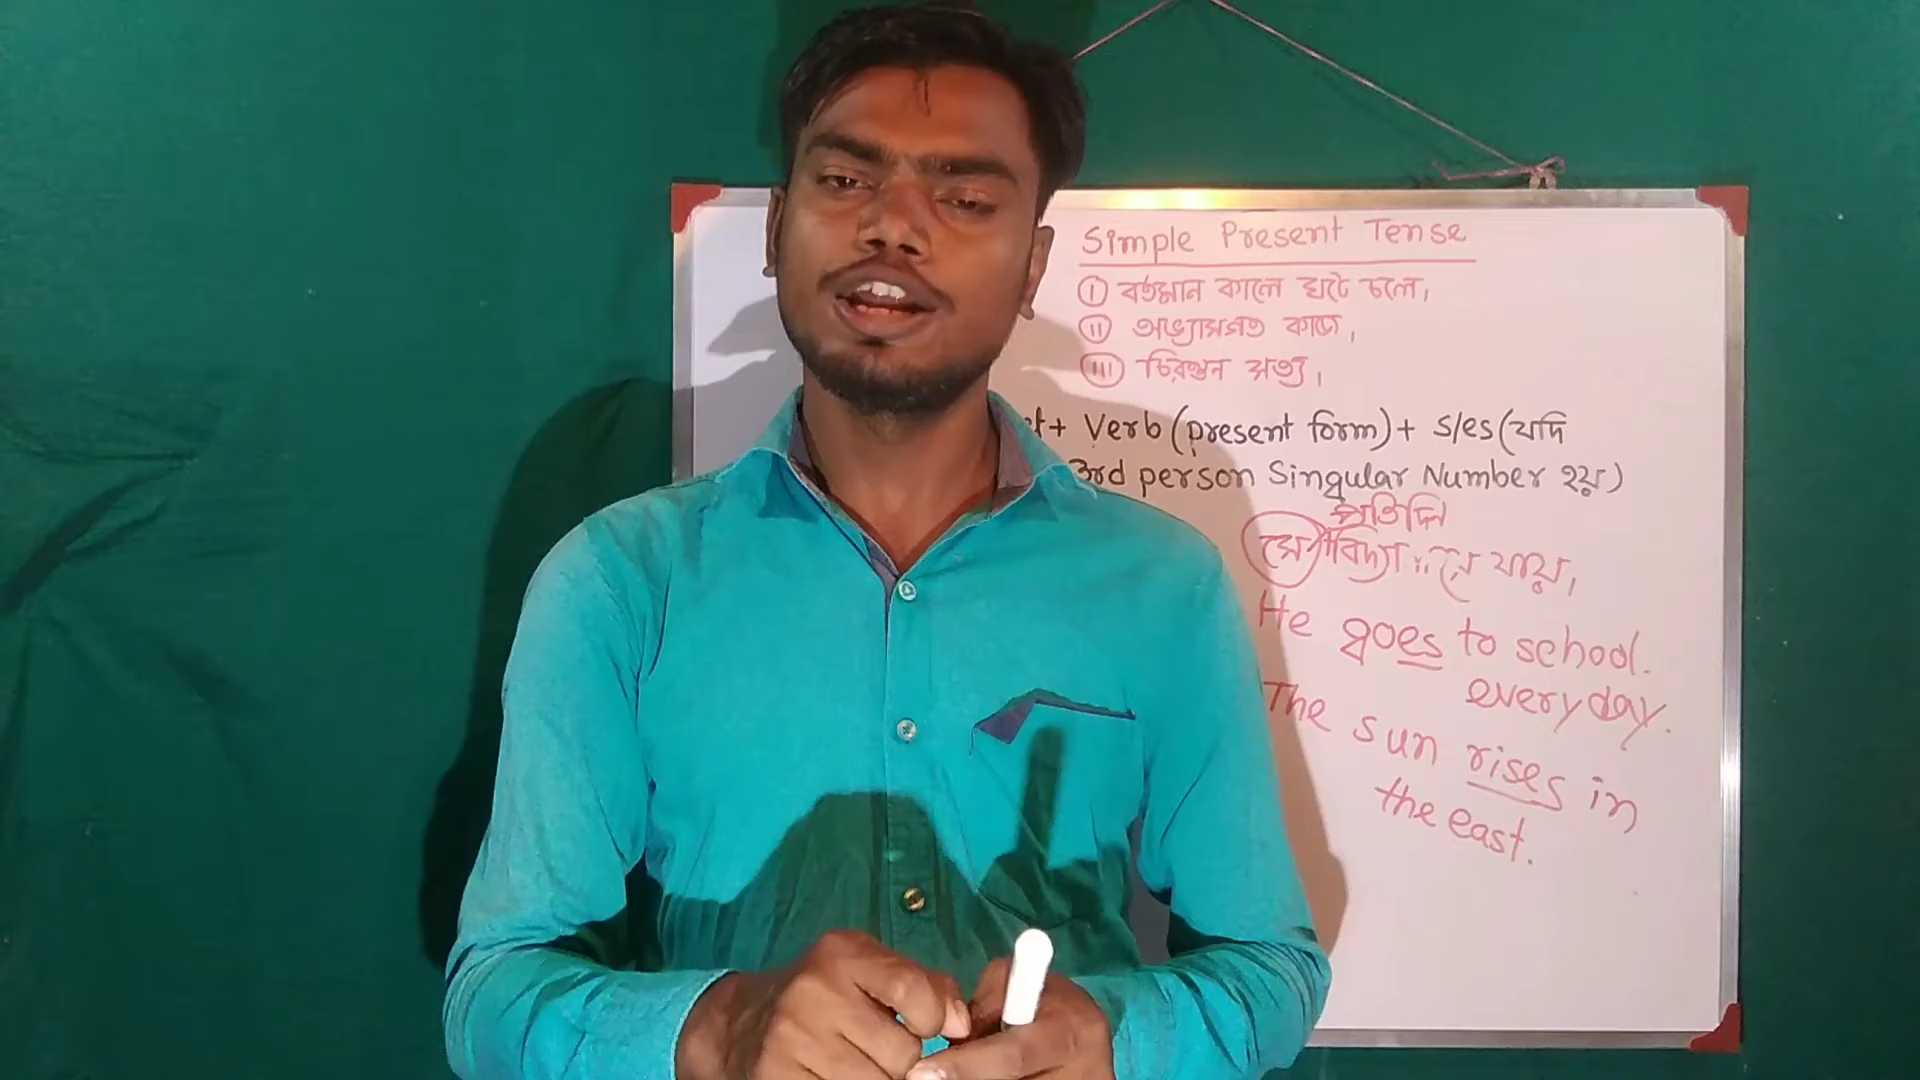 Simple Present Tense
(i) বর্তমান কালে ঘটে চলে,
(ii) অভ্যাসগত কাজ,
(iii) চিরন্তন সত্য,
+ Verb (present form) + s/es (যদি
3rd person Singular Number হয়)
প্রতিদিন
সে যায়,
He goes to school.
everyday.
The sun rises in
the east.